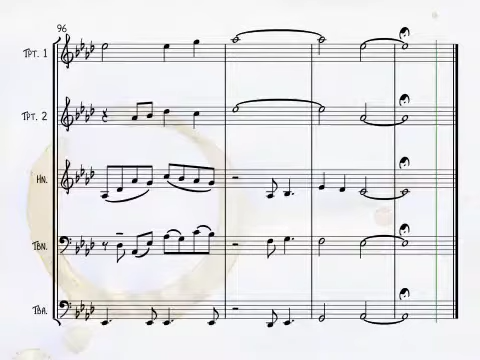 96
TPT. 1
TPT. 2
HN.
TBN.
TBA.